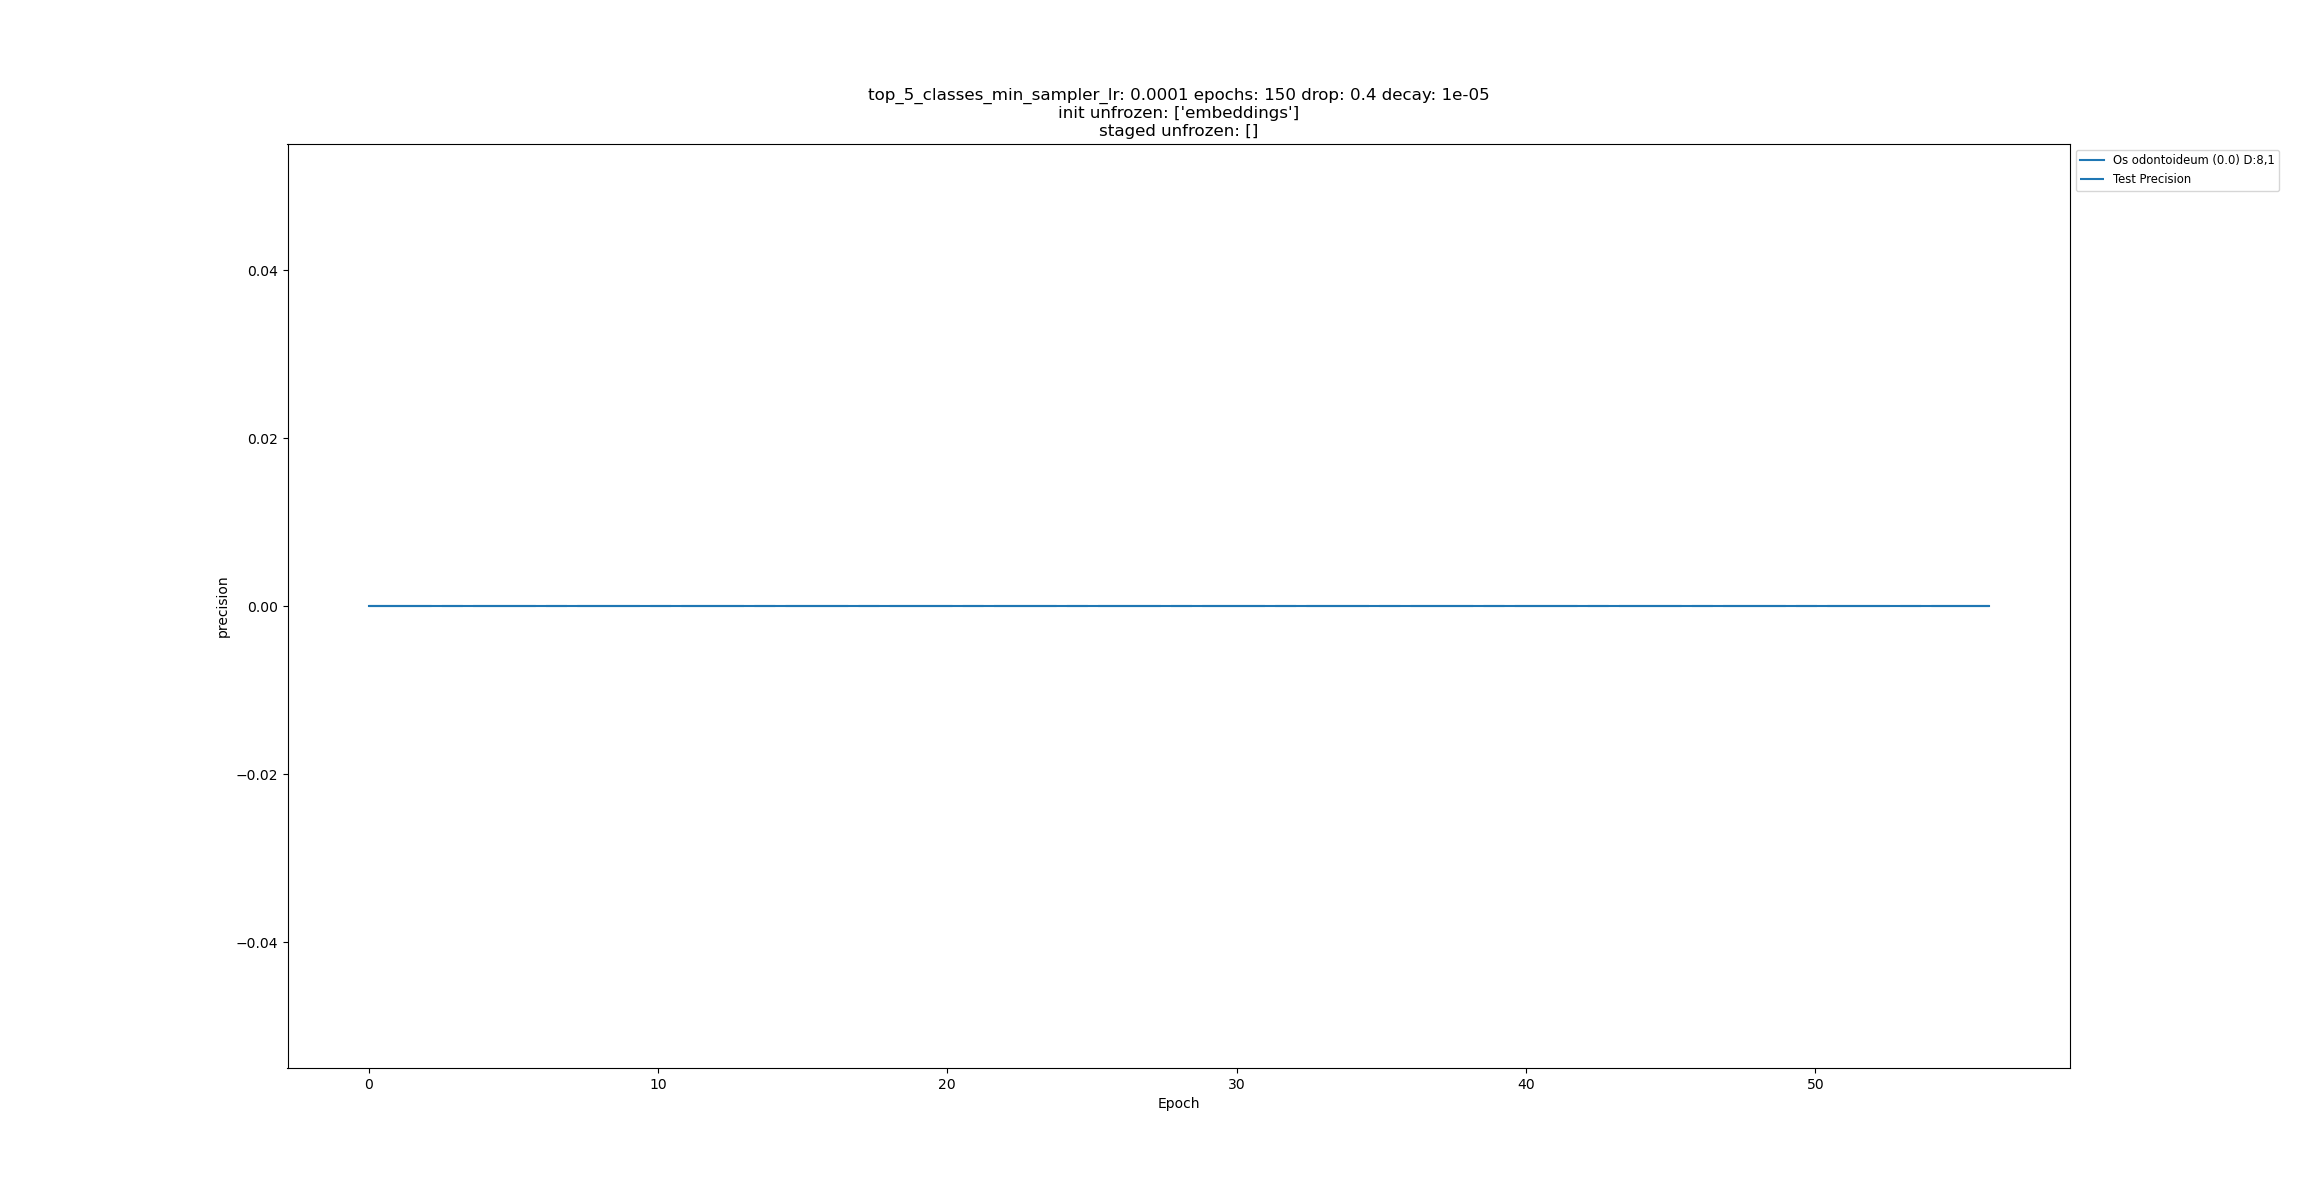 top_5_classes_min_sampler_lr: 0.0001 epochs: 150 drop: 0.4 decay: 1e-05
init unfrozen: ['embeddings']
staged unfrozen: []
Os odontoideum (0.0) D:8,1
Test Precision
0.04
0.02
0.00
−0.02
−0.04
precision
0
10
20
30
40
50
Epoch